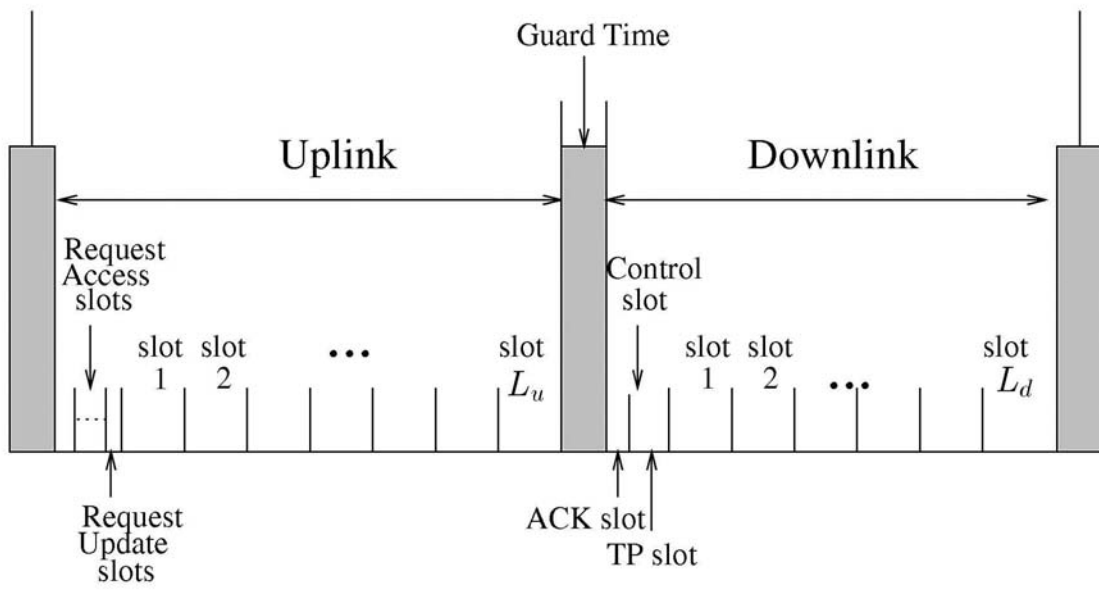 Guard Time
Uplink
Downlink
Request
Access
slots
Control
slot
slot
1
slot
2
...
slot
L_u
slot
1
slot
2
...
slot
L_d
Request
Update
slots
ACK slot
TP slot